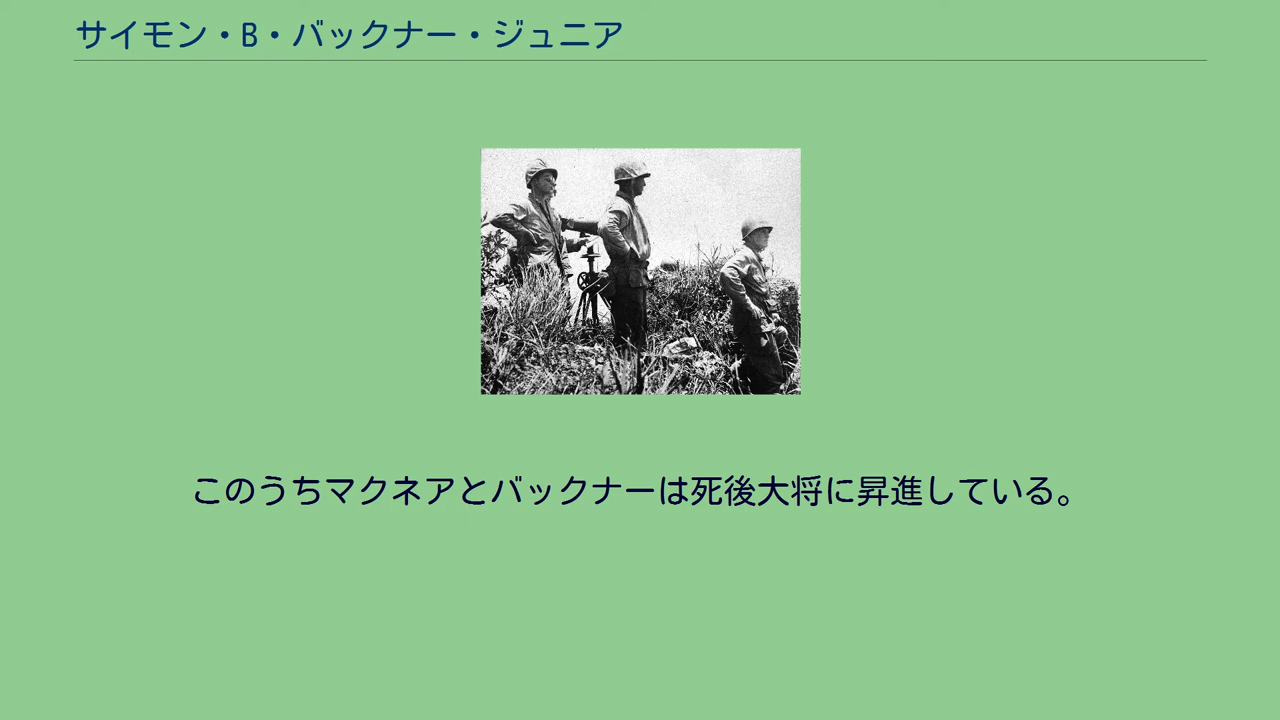 サイモン・B・バックナー・ジュニア
このうちマクネアとバックナーは死後大将に昇進している。